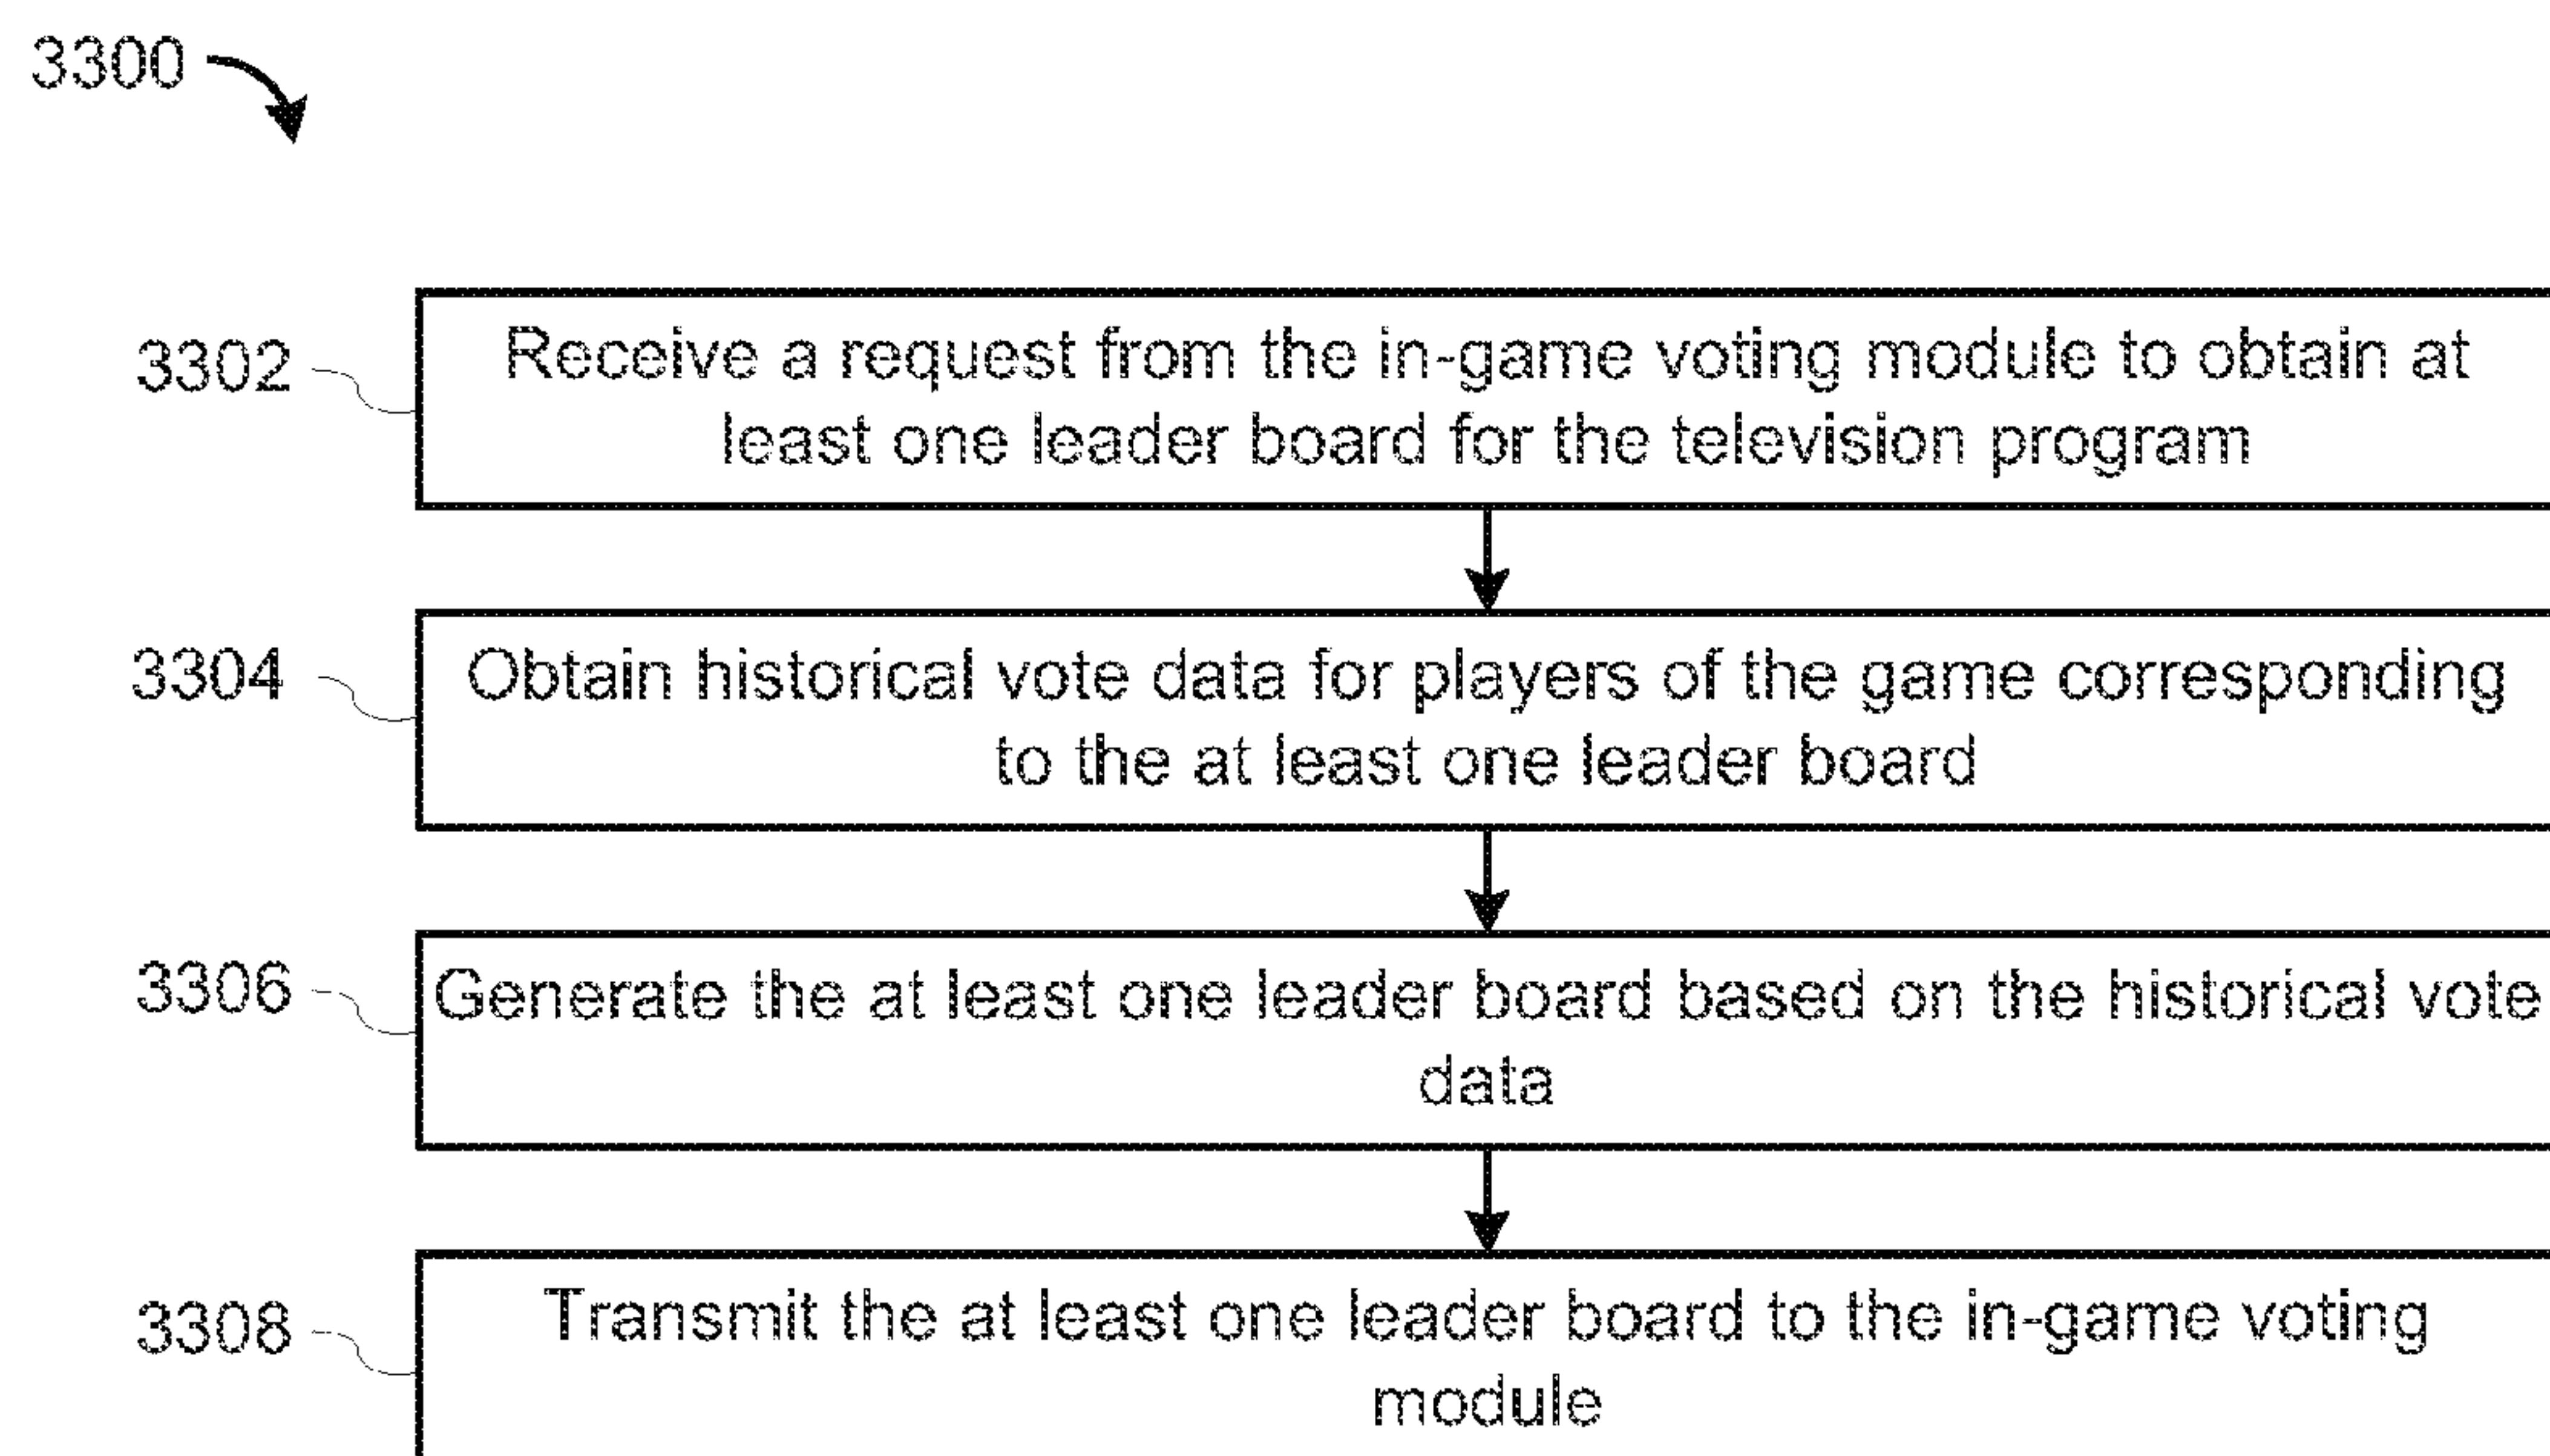 3300
3302
Receive a request from the in-game voting module to obtain at
least one leader board for the television program
3304
Obtain historical vote data for players of the game corresponding
to the at least one leader board
3306
Generate the at least one leader board based on the historical vote
data
3308
Transmit the at least one leader board to the in-game voting
module